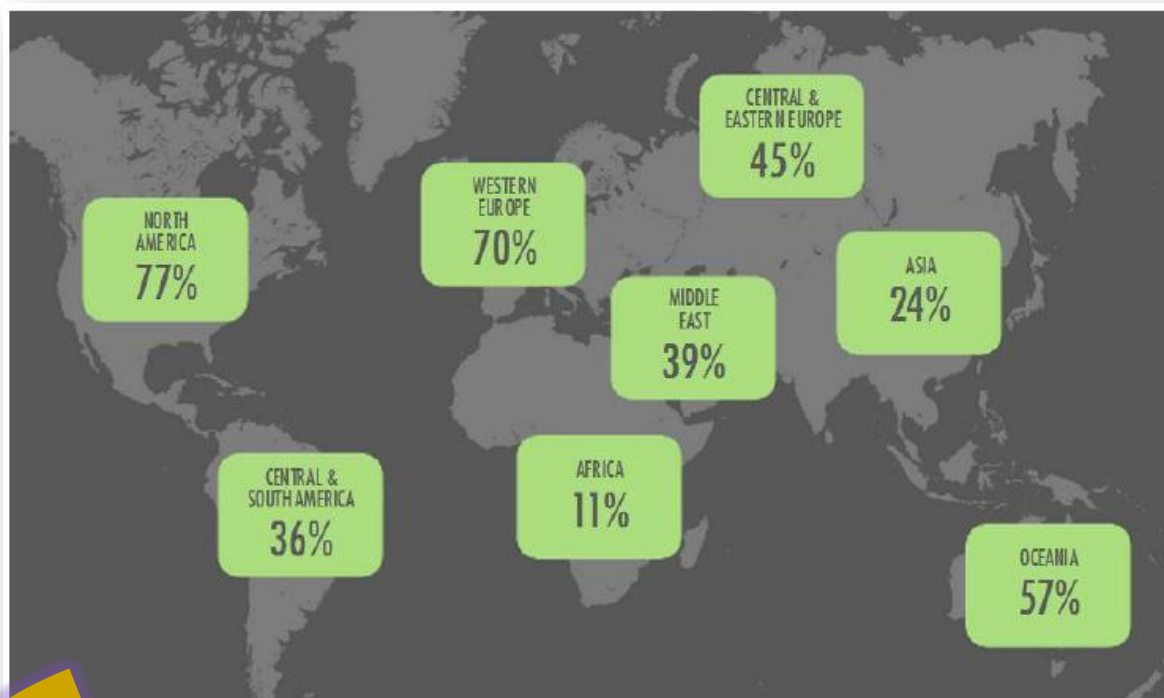 CENTRAL &
EASTERN EUROPE
45%
WESTERN
EUROPE
70%
NORTH
AMERICA
77%
ASIA
24%
MIDDLE
EAST
39%
CENTRAL &
SOUTH AMERICA
36%
AFRICA
11%
OCEANIA
57%